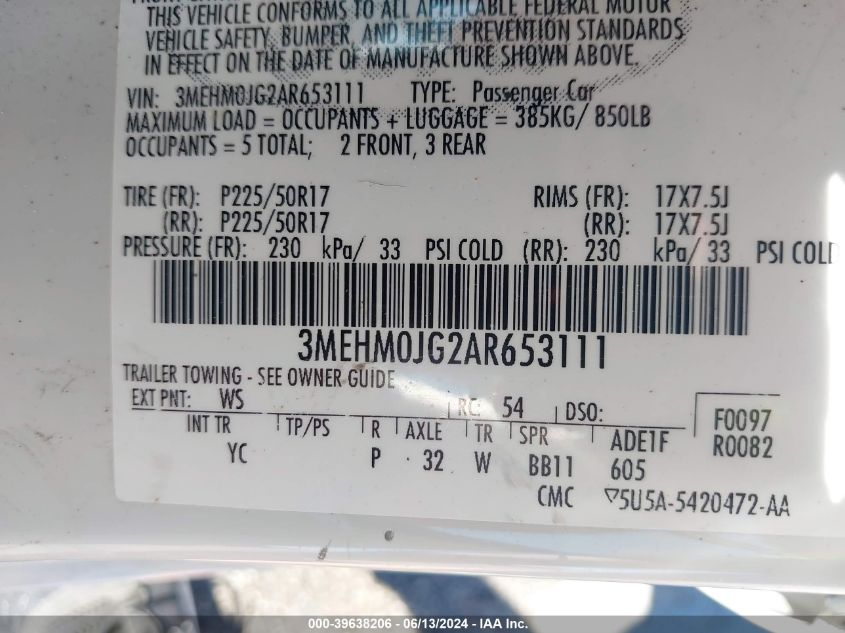 THIS VEHICLE CONFORMS TO ALL APPLICABLE FEDERAL MOTOR
VEHICLE SAFETY, BUMPER, AND THEFT PREVENTION STANDARDS
IN EFFECT ON THE DATE OF MANUFACTURE SHOWN ABOVE.
VIN: 3MEHM0JG2AR653111 TYPE: Passenger Car
MAXIMUM LOAD = OCCUPANTS + LUGGAGE = 385KG/ 850LB
OCCUPANTS = 5 TOTAL; 2 FRONT, 3 REAR
TIRE (FR): P225/50R17 RIMS (FR): 17X7.5J
(RR): P225/50R17 (RR): 17X7.5J
PRESSURE (FR): 230 kPa/ 33 PSI COLD (RR): 230 kPa/ 33 PSI COLD
3MEHM0JG2AR653111
TRAILER TOWING - SEE OWNER GUIDE
EXT PNT: WS RC: 54 DSO: F0097
INT TR TP/PS R AXLE TR SPR ADE1F R0082
YC P 32 W BB11 605
CMC 5U5A-5420472-AA
000-39638206 - 06/13/2024 - IAA Inc.